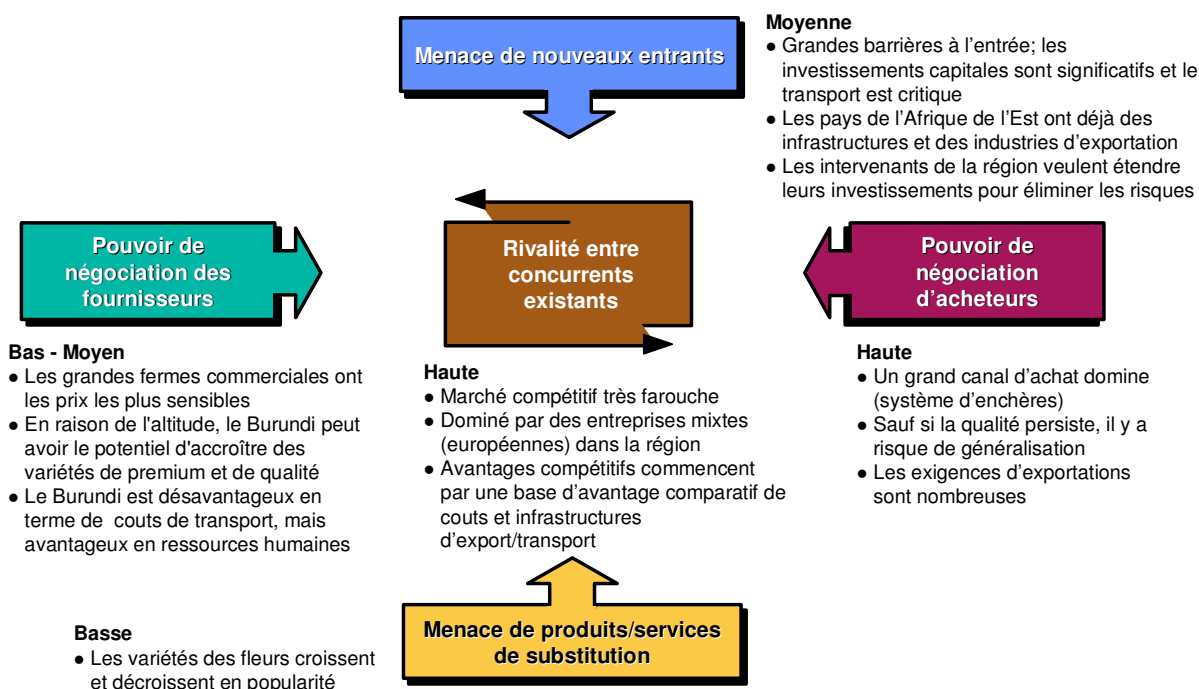 Menace de nouveaux entrants
Moyenne
● Grandes barrières à l'entrée; les
investissements capitales sont significatifs et le
transport est critique
● Les pays de l'Afrique de l'Est ont déjà des
infrastructures et des industries d'exportation
● Les intervenants de la région veulent étendre
leurs investissements pour éliminer les risques
Pouvoir de
négociation des
fournisseurs
Rivalité entre
concurrents
existants
Pouvoir de
négociation
d'acheteurs
Bas - Moyen
● Les grandes fermes commerciales ont
les prix les plus sensibles
● En raison de l'altitude, le Burundi peut
avoir le potentiel d'accroître des
variétés de premium et de qualité
● Le Burundi est désavantageux en
terme de couts de transport, mais
avantageux en ressources humaines
Haute
● Marché compétitif très farouche
● Dominé par des entreprises mixtes
(européennes) dans la région
● Avantages compétitifs commencent
par une base d'avantage comparatif de
couts et infrastructures
d'export/transport
Haute
● Un grand canal d'achat domine
(système d'enchères)
● Sauf si la qualité persiste, il y a
risque de généralisation
● Les exigences d'exportations
sont nombreuses
Menace de produits/services
de substitution
Basse
● Les variétés des fleurs croissent
et décroissent en popularité